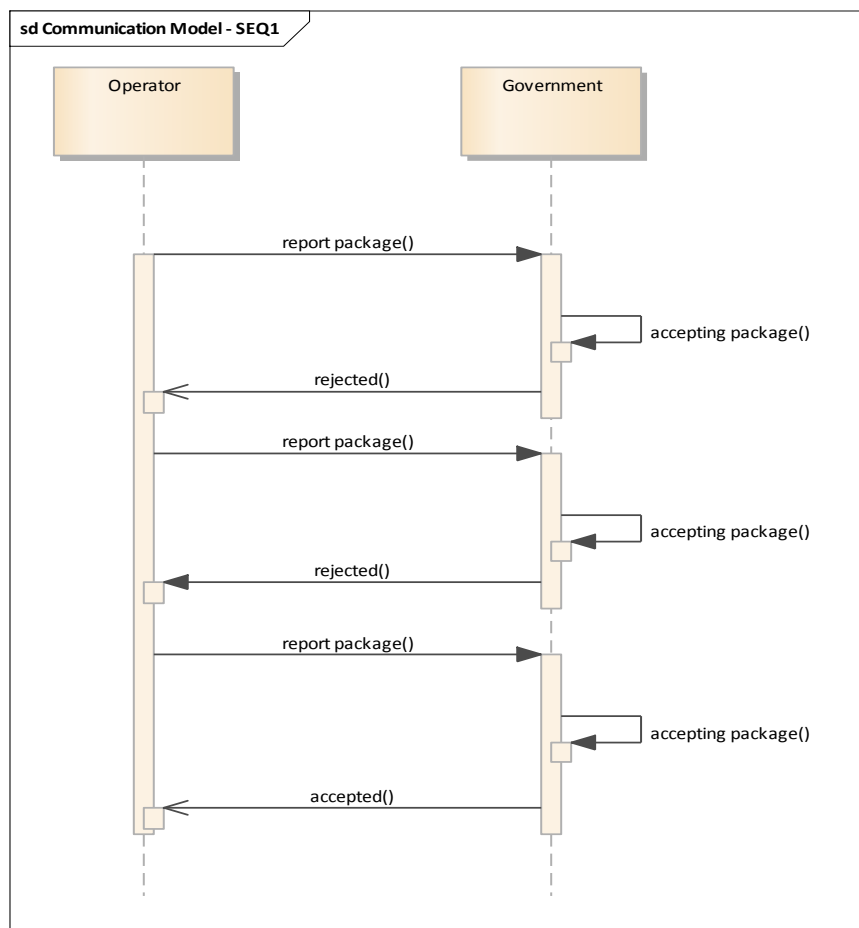 sd Communication Model - SEQ1
Operator
Government
report package()
accepting package()
rejected()
report package()
accepting package()
rejected()
report package()
accepting package()
accepted()